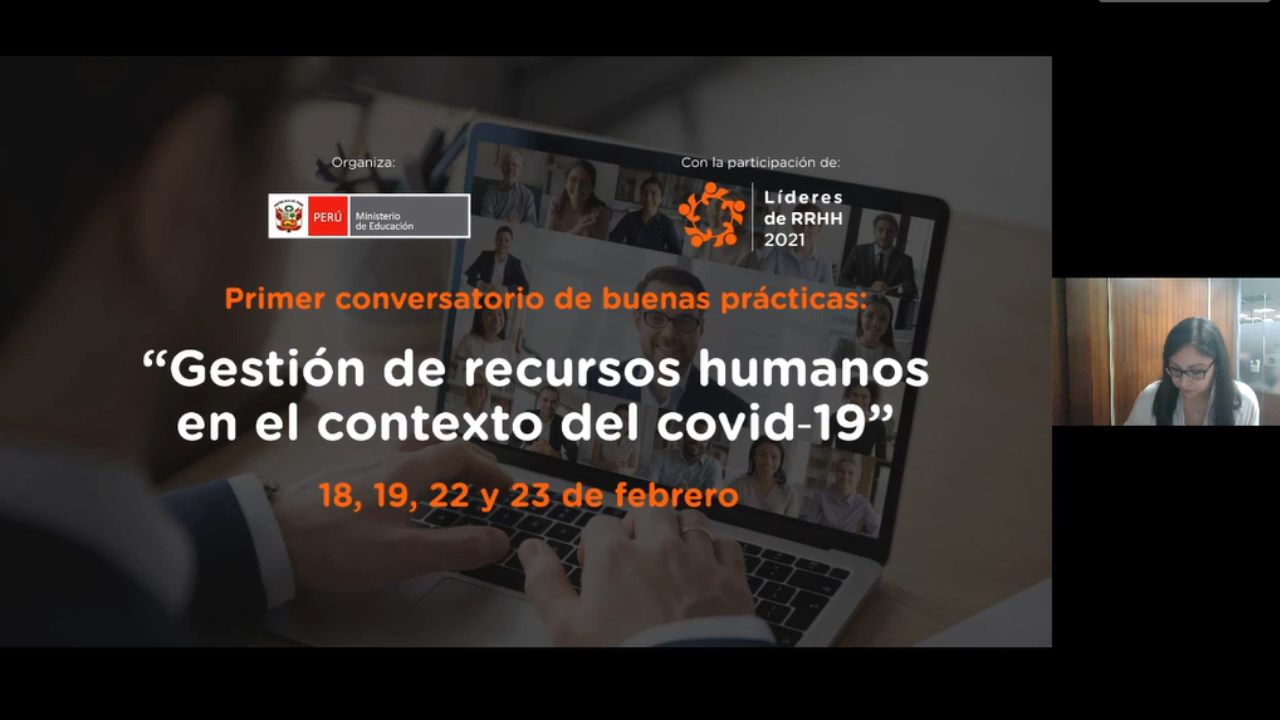 Organiza:
Con la participación de:
PERÚ
Ministerio
de Educación
Líderes
de RRHH
2021
Primer conversatorio de buenas prácticas:
“Gestión de recursos humanos
en el contexto del covid-19”
18, 19, 22 y 23 de febrero